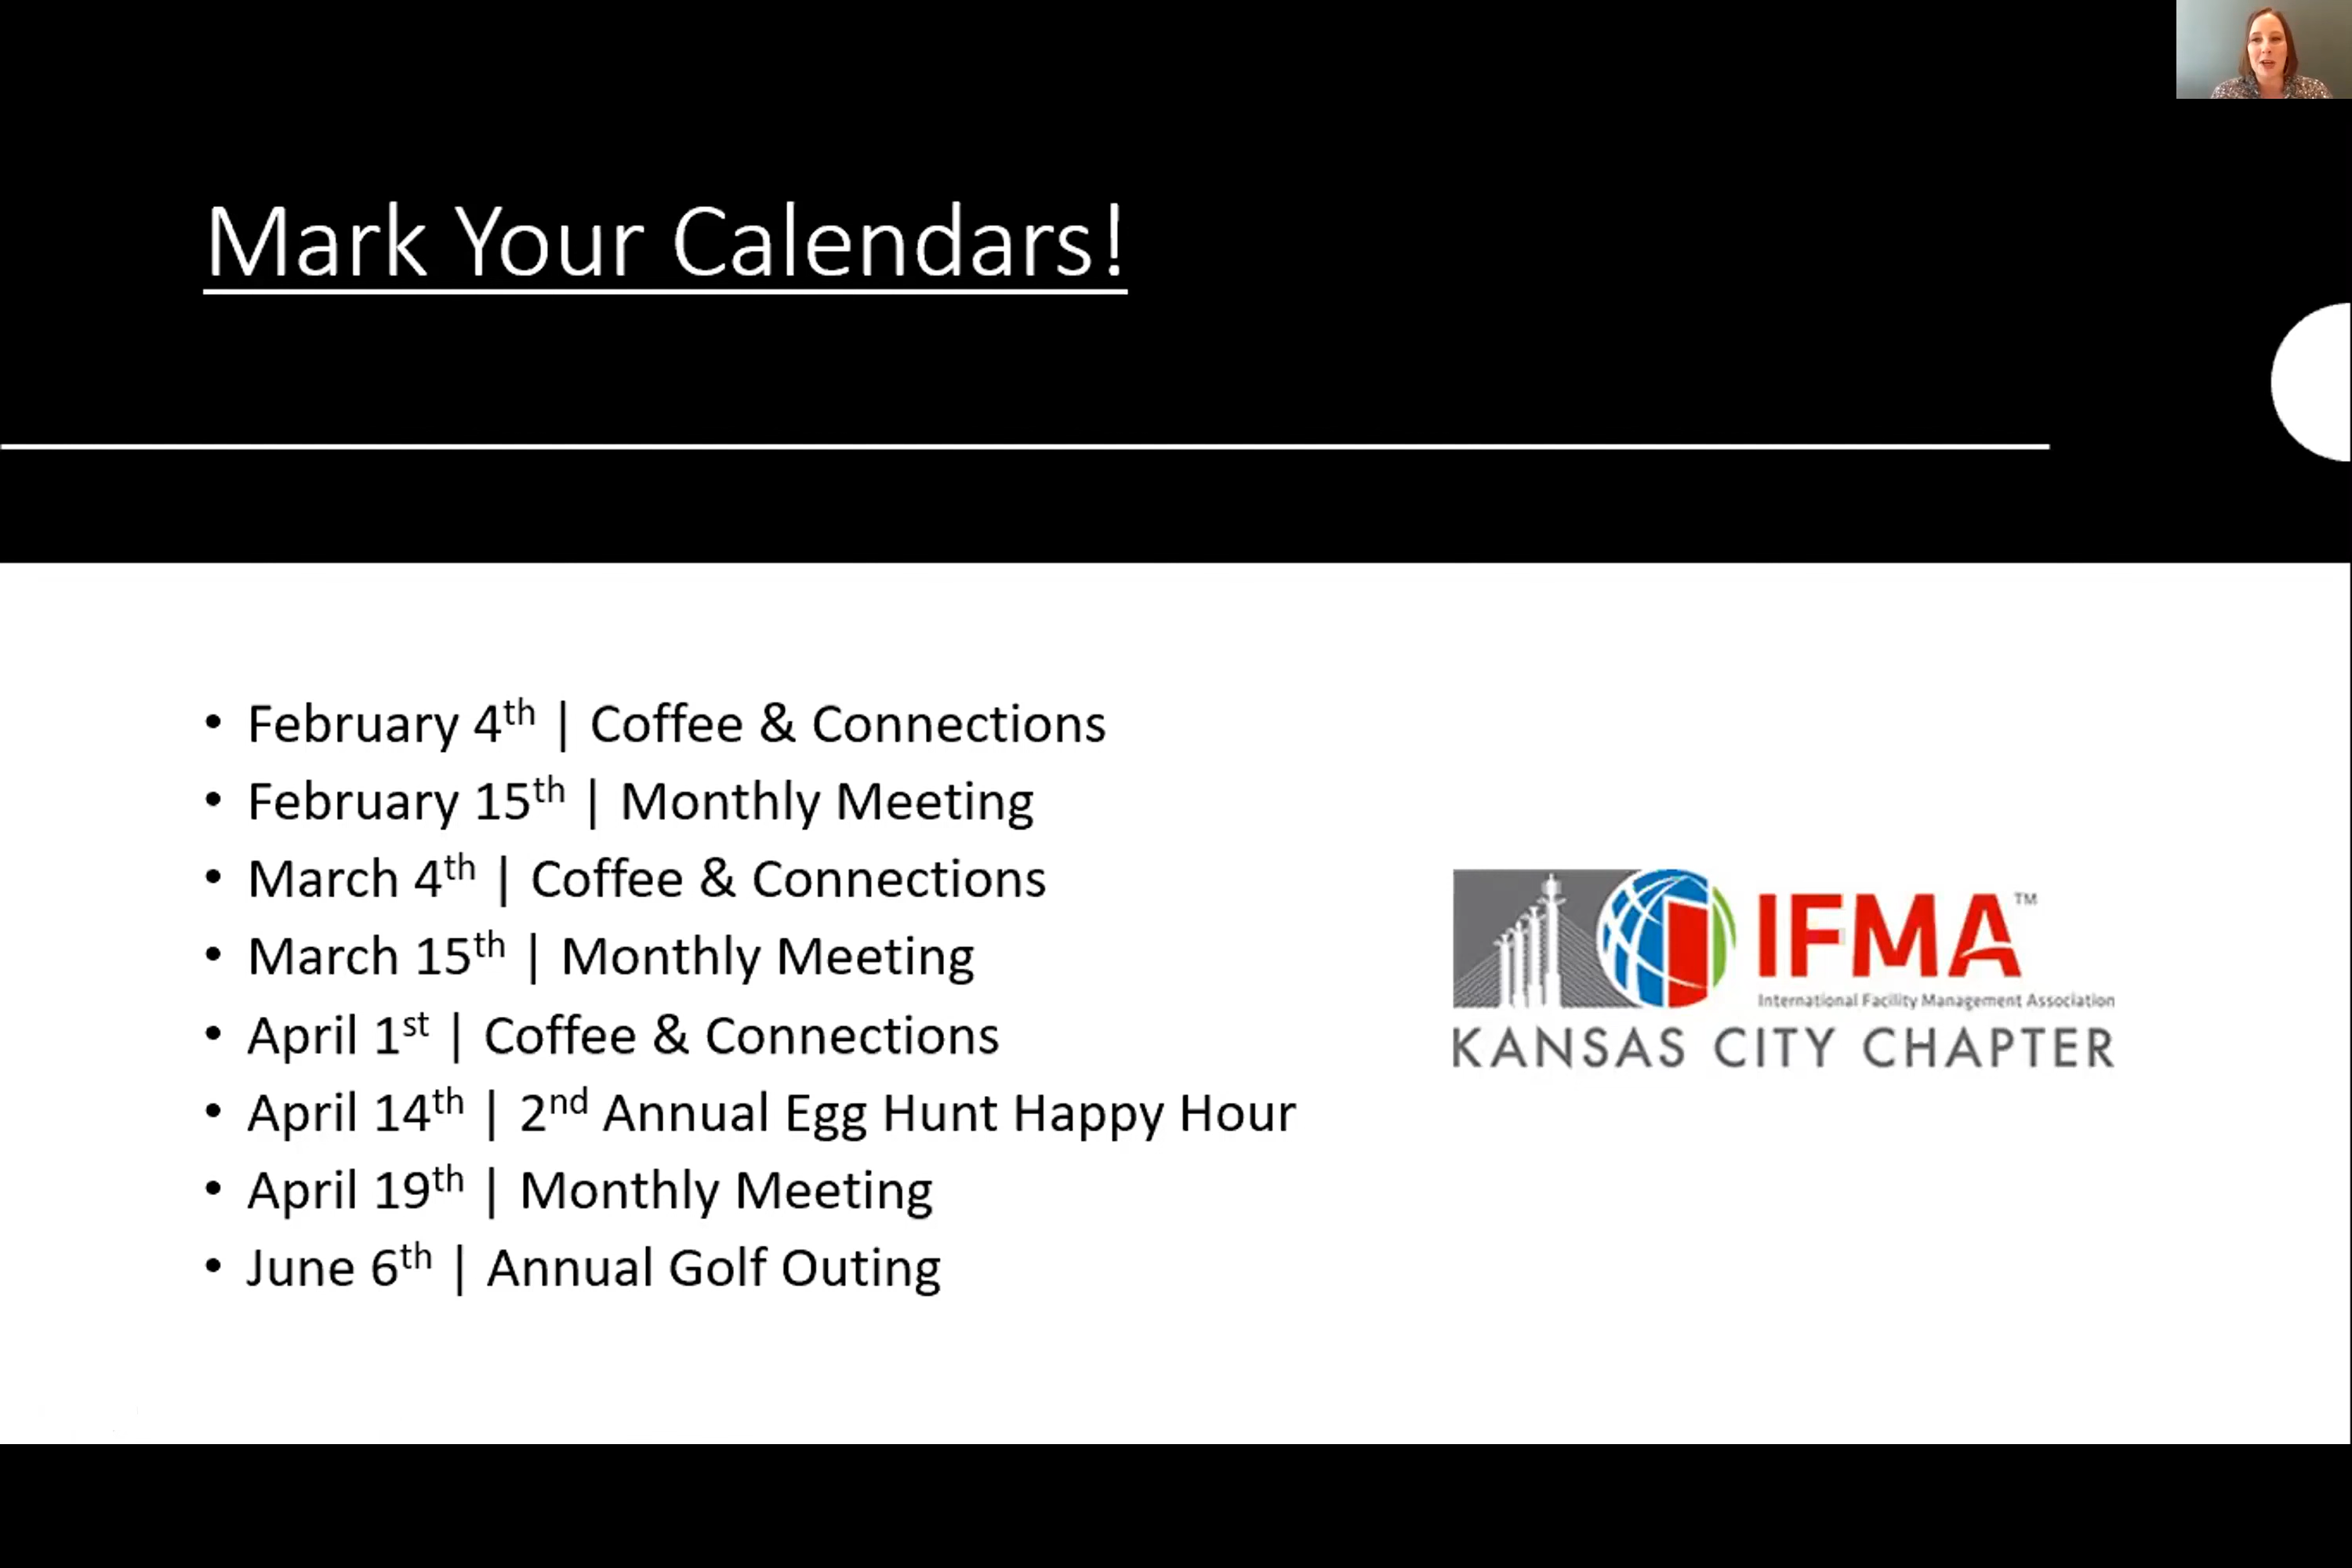 Mark Your Calendars!
• February 4th | Coffee & Connections
• February 15th | Monthly Meeting
• March 4th | Coffee & Connections
• March 15th | Monthly Meeting
• April 1st | Coffee & Connections
• April 14th | 2nd Annual Egg Hunt Happy Hour
• April 19th | Monthly Meeting
• June 6th | Annual Golf Outing
IFMA™
International Facility Management Association
KANSAS CITY CHAPTER